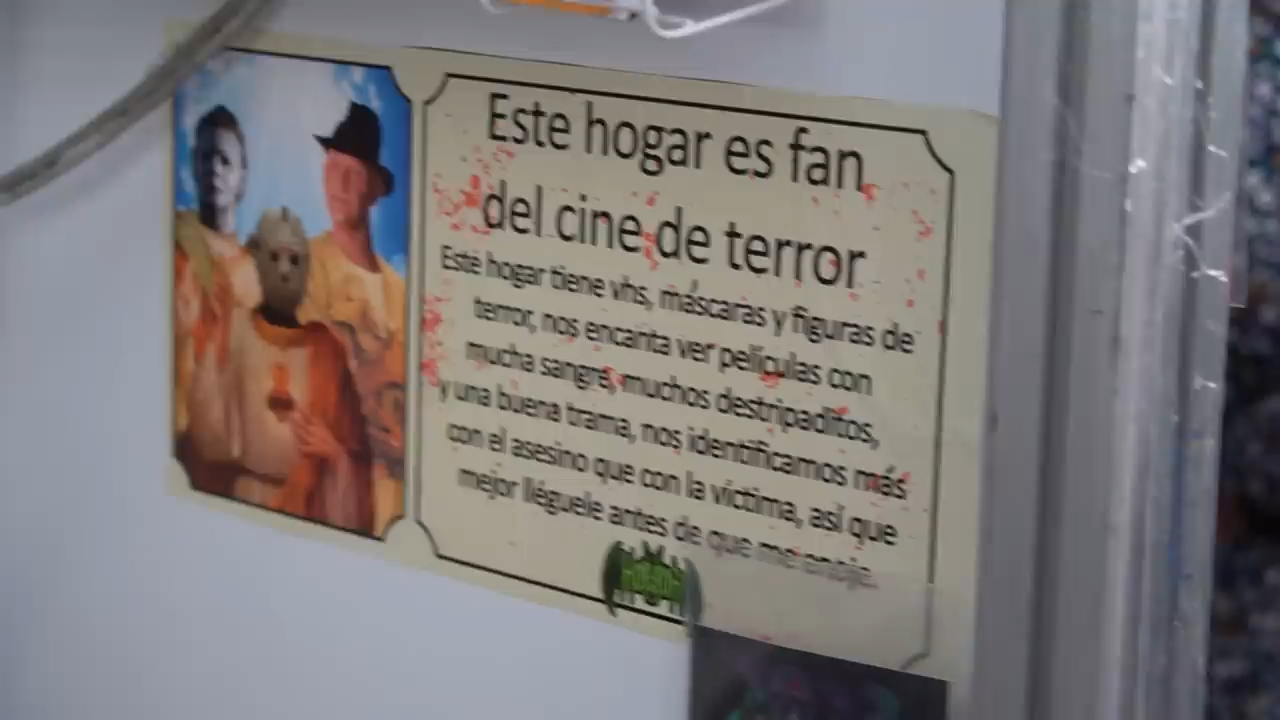 Este hogar es fan
del cine de terror
Este hogar tiene vhs, máscaras y figuras de
terror, nos encanta ver películas con
mucha sangre, muchos destripaditos,
y una buena trama, nos identificamos más
con el asesino que con la víctima, así que
mejor lléguele antes de que me enoje.